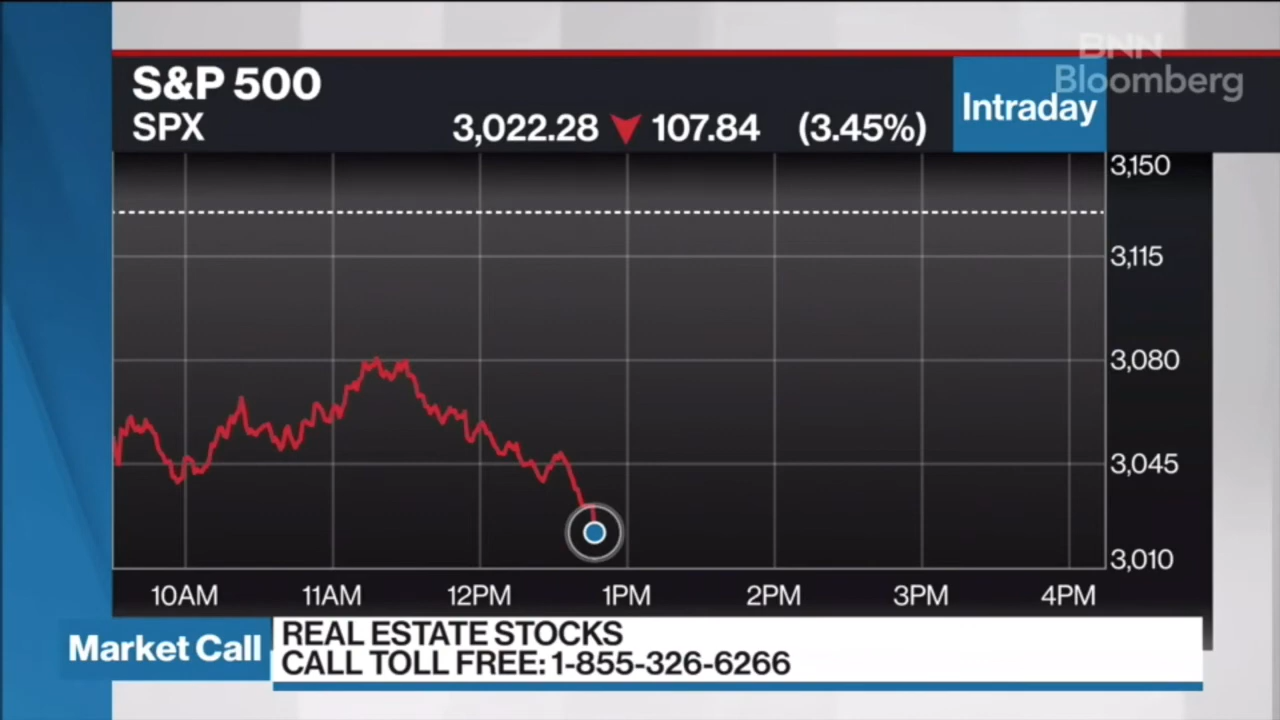 BNN
Bloomberg
S&P 500
SPX
3,022.28 107.84 (3.45%)
Intraday
3,150
3,115
3,080
3,045
3,010
10AM 11AM 12PM 1PM 2PM 3PM 4PM
Market Call
REAL ESTATE STOCKS
CALL TOLL FREE: 1-855-326-6266